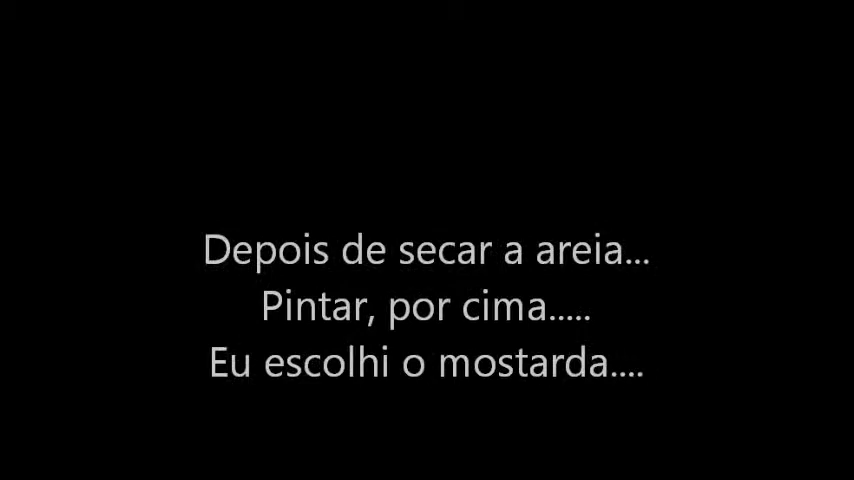 Depois de secar a areia...
Pintar, por cima.....
Eu escolhi o mostarda....